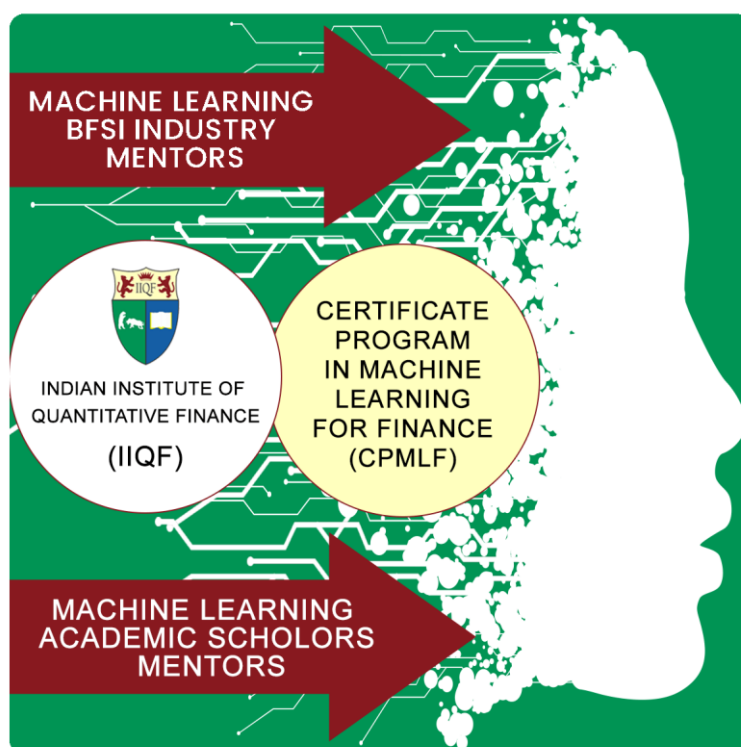 MACHINE LEARNING
BFSI INDUSTRY
MENTORS
IIQF
INDIAN INSTITUTE OF
QUANTITATIVE FINANCE
(IIQF)
CERTIFICATE
PROGRAM
IN MACHINE
LEARNING
FOR FINANCE
(CPMLF)
MACHINE LEARNING
ACADEMIC SCHOLORS
MENTORS